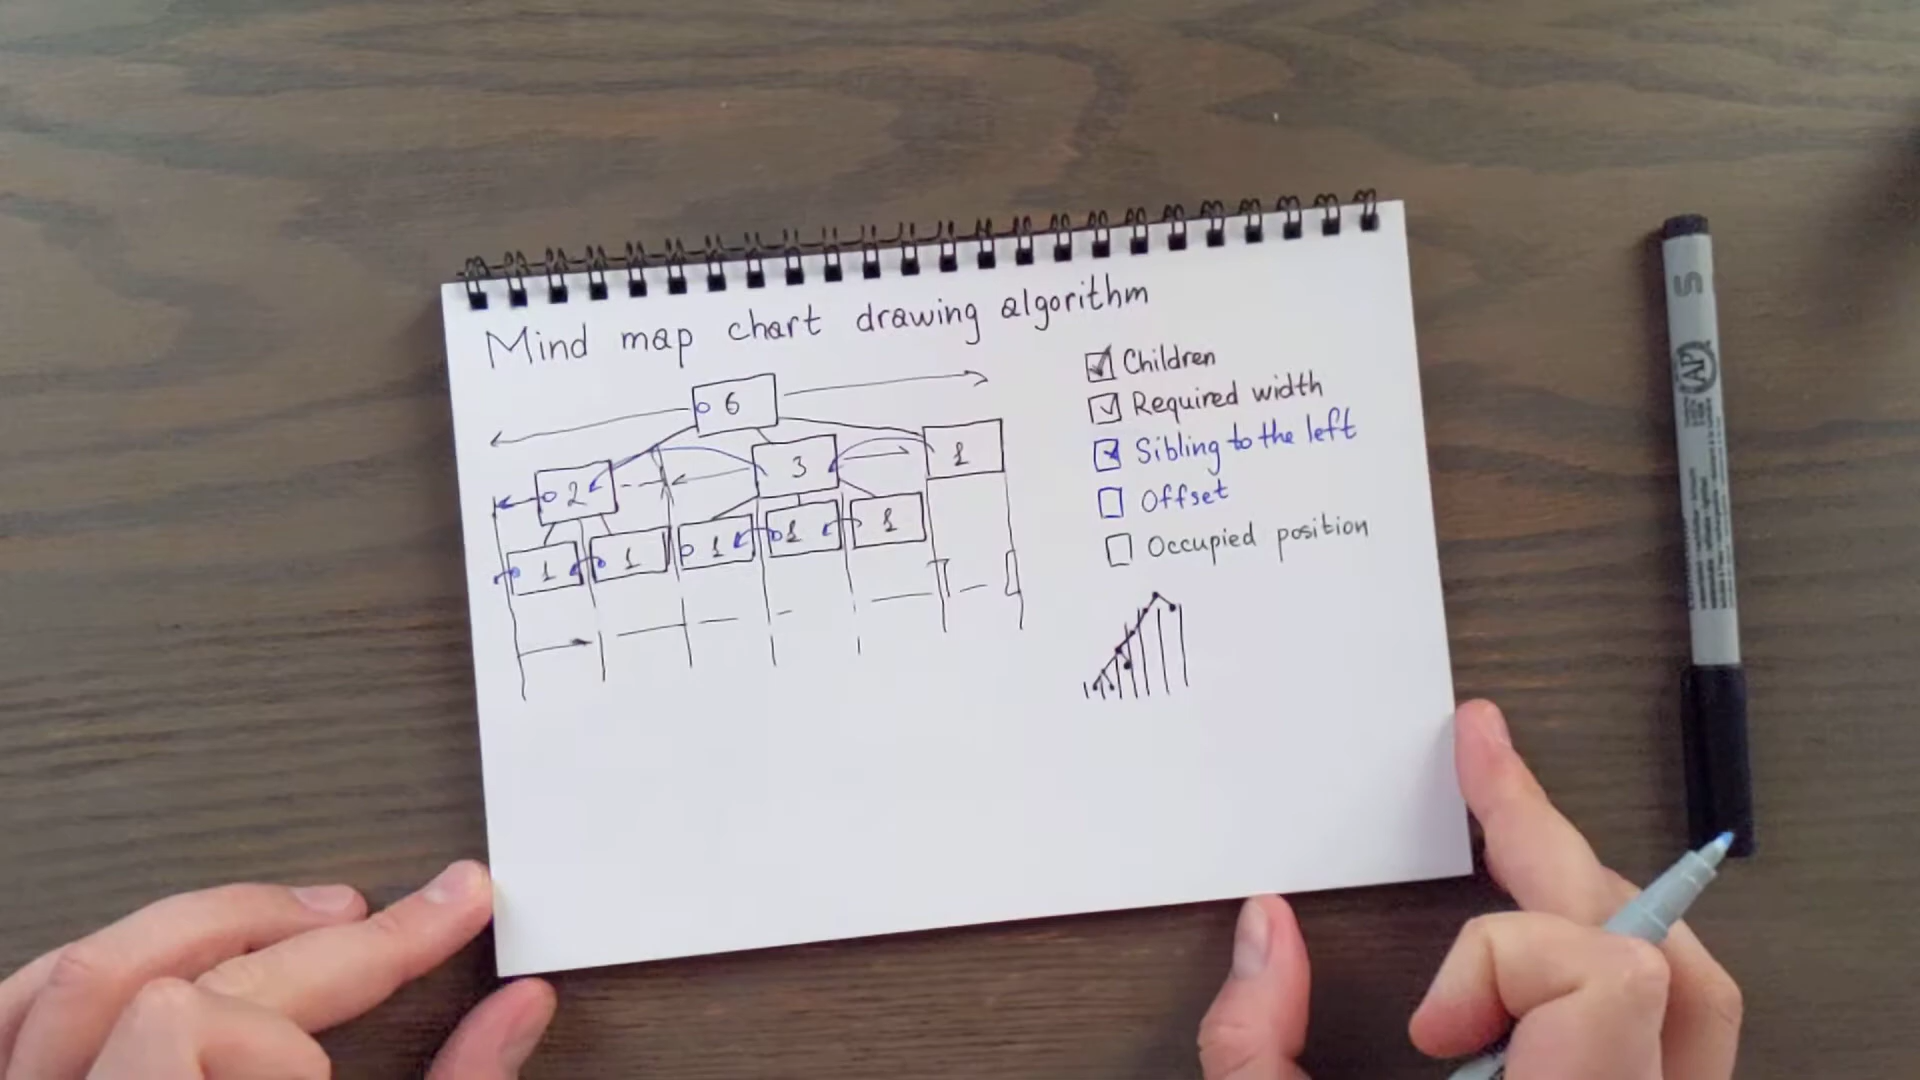 Mind map chart drawing algorithm
6
2
3
1
1
1
1
1
1
Children
Required width
Sibling to the left
Offset
Occupied position
S
AP